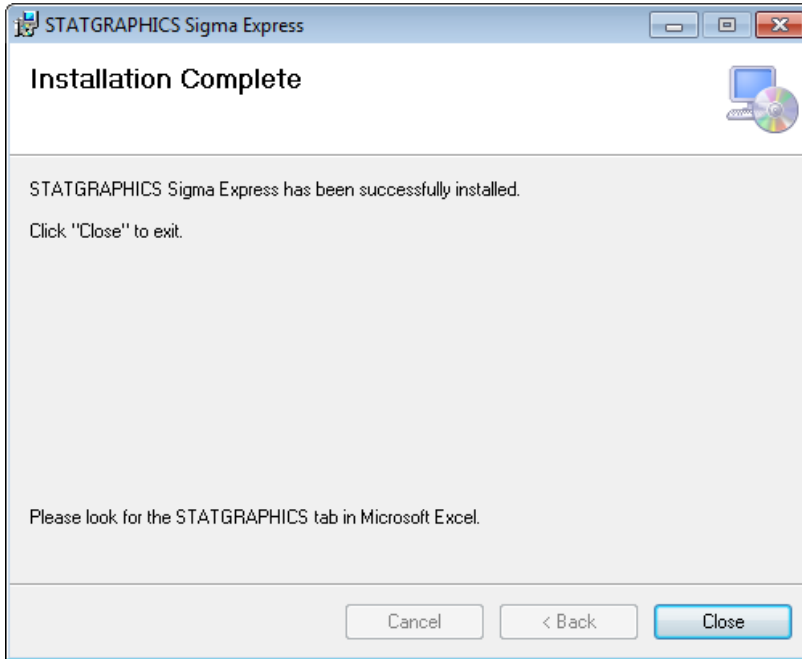 STATGRAPHICS Sigma Express
Installation Complete
STATGRAPHICS Sigma Express has been successfully installed.
Click "Close" to exit.
Please look for the STATGRAPHICS tab in Microsoft Excel.
Cancel
< Back
Close